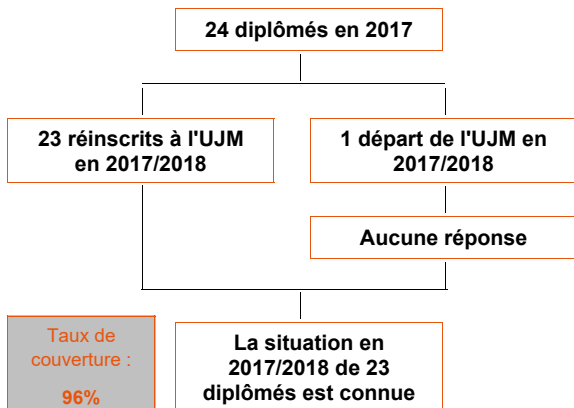 24 diplômés en 2017
23 réinscrits à l'UJM
en 2017/2018
1 départ de l'UJM en
2017/2018
Aucune réponse
Taux de
couverture :
96%
La situation en
2017/2018 de 23
diplômés est connue